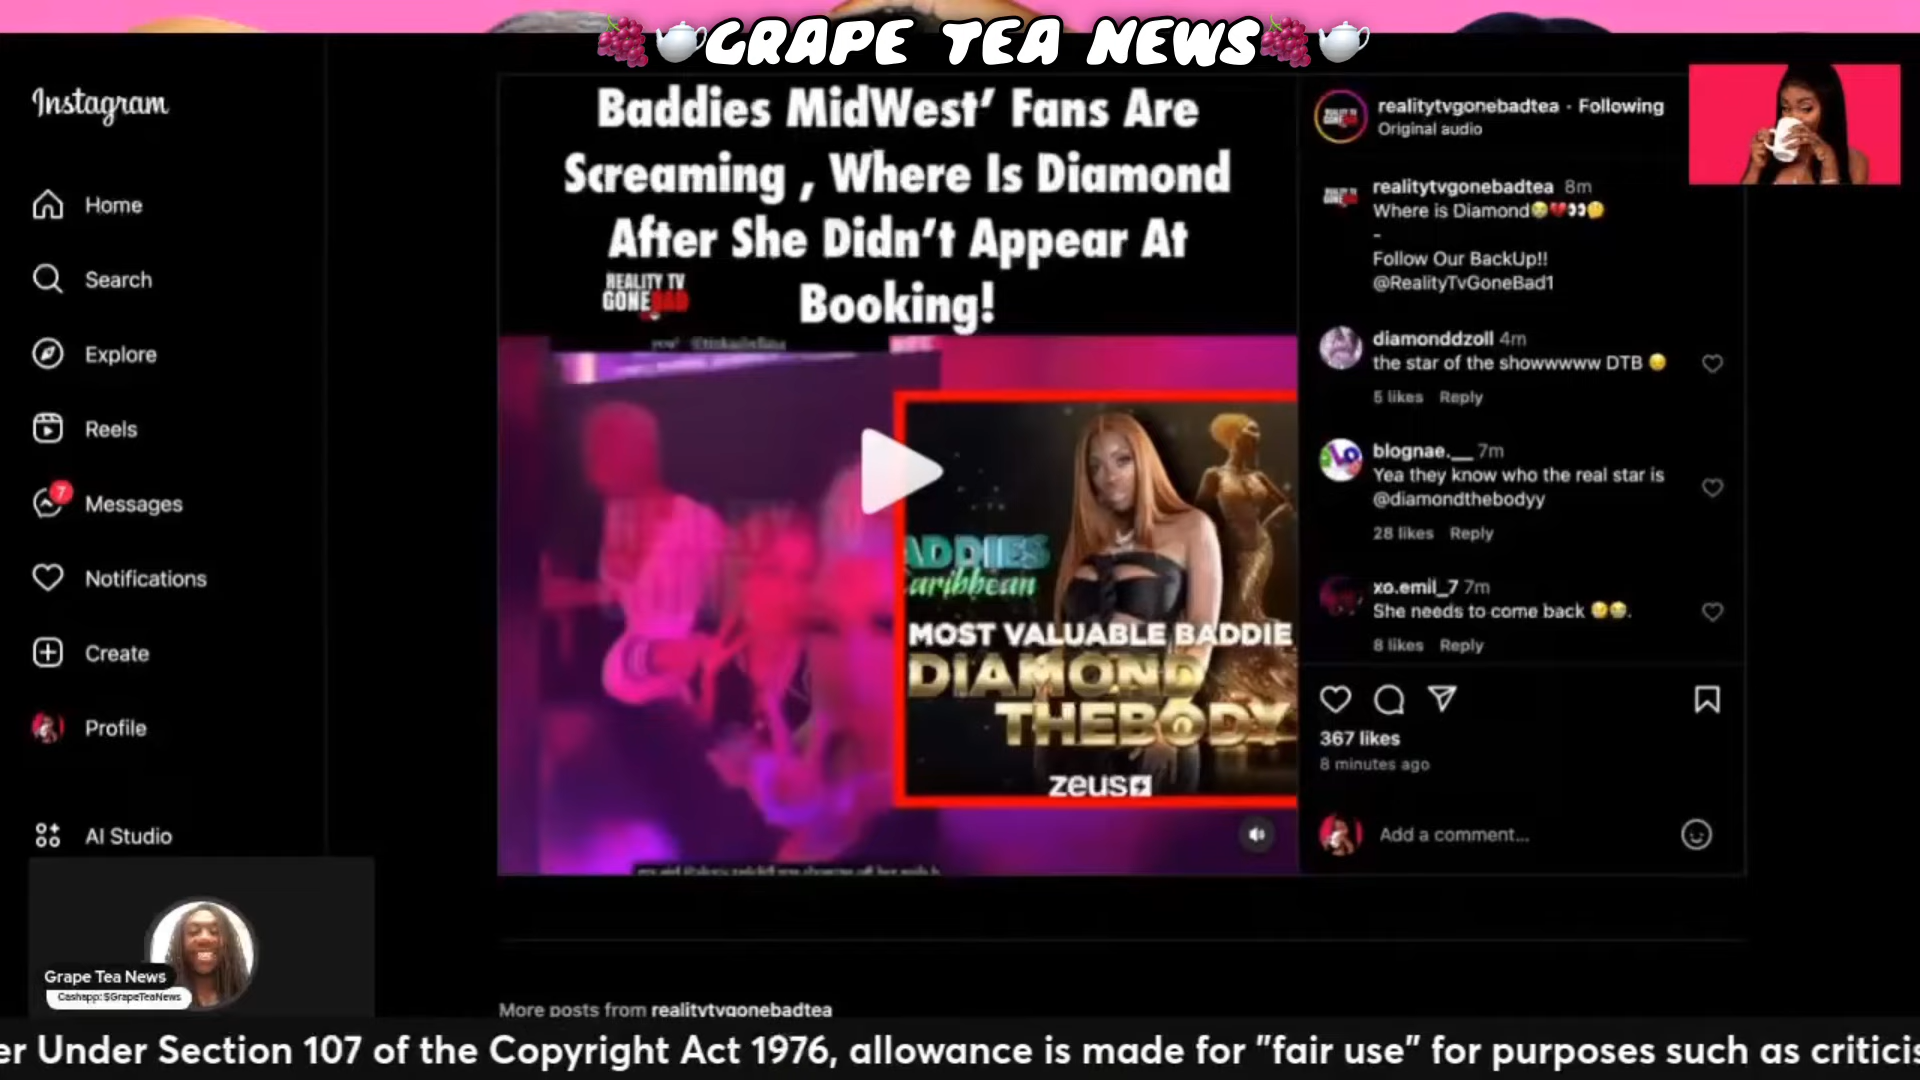 GRAPE TEA NEWS
Instagram
Home
Search
Explore
Reels
7
Messages
Notifications
Create
Profile
AI Studio
Grape Tea News
Cashapp: $GrapeTeaNews
Baddies MidWest’ Fans Are
Screaming , Where Is Diamond
After She Didn’t Appear At
Booking!
REALITY TV
GONE BAD
ADDIES
aribbean
MOST VALUABLE BADDIE
DIAMOND
THEBODY
zeus
realitytvgonebadtea · Following
Original audio
realitytvgonebadtea 8m
Where is Diamond😭💔👀🤔
-
Follow Our BackUp!!
@RealityTvGoneBad1
diamonddzoll 4m
the star of the showwwww DTB
5 likes Reply
blognae.__ 7m
Yea they know who the real star is
@diamondthebodyy
28 likes Reply
xo.emil_7 7m
She needs to come back
8 likes Reply
367 likes
8 minutes ago
Add a comment...
More posts from realitytvgonebadtea
er Under Section 107 of the Copyright Act 1976, allowance is made for "fair use" for purposes such as criticis